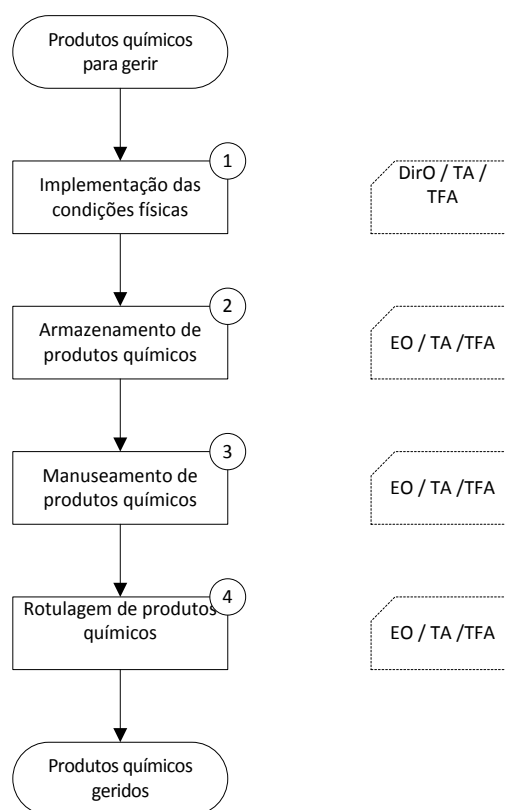 Produtos químicos
para gerir
1
Implementação das
condições físicas
DirO / TA /
TFA
2
Armazenamento de
produtos químicos
EO / TA /TFA
3
Manuseamento de
produtos químicos
EO / TA /TFA
4
Rotulagem de produtos
químicos
EO / TA /TFA
Produtos químicos
geridos